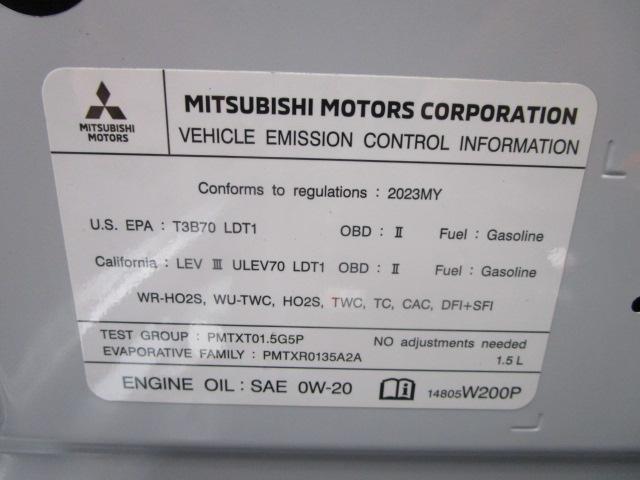 MITSUBISHI MOTORS CORPORATION
MITSUBISHI
MOTORS
VEHICLE EMISSION CONTROL INFORMATION
Conforms to regulations : 2023MY
U.S. EPA : T3B70 LDT1 OBD : Ⅱ Fuel : Gasoline
California : LEV Ⅲ ULEV70 LDT1 OBD : Ⅱ Fuel : Gasoline
WR-HO2S, WU-TWC, HO2S, TWC, TC, CAC, DFI+SFI
TEST GROUP : PMTXT01.5G5P NO adjustments needed
EVAPORATIVE FAMILY : PMTXR0135A2A 1.5 L
ENGINE OIL : SAE 0W-20 14805W200P